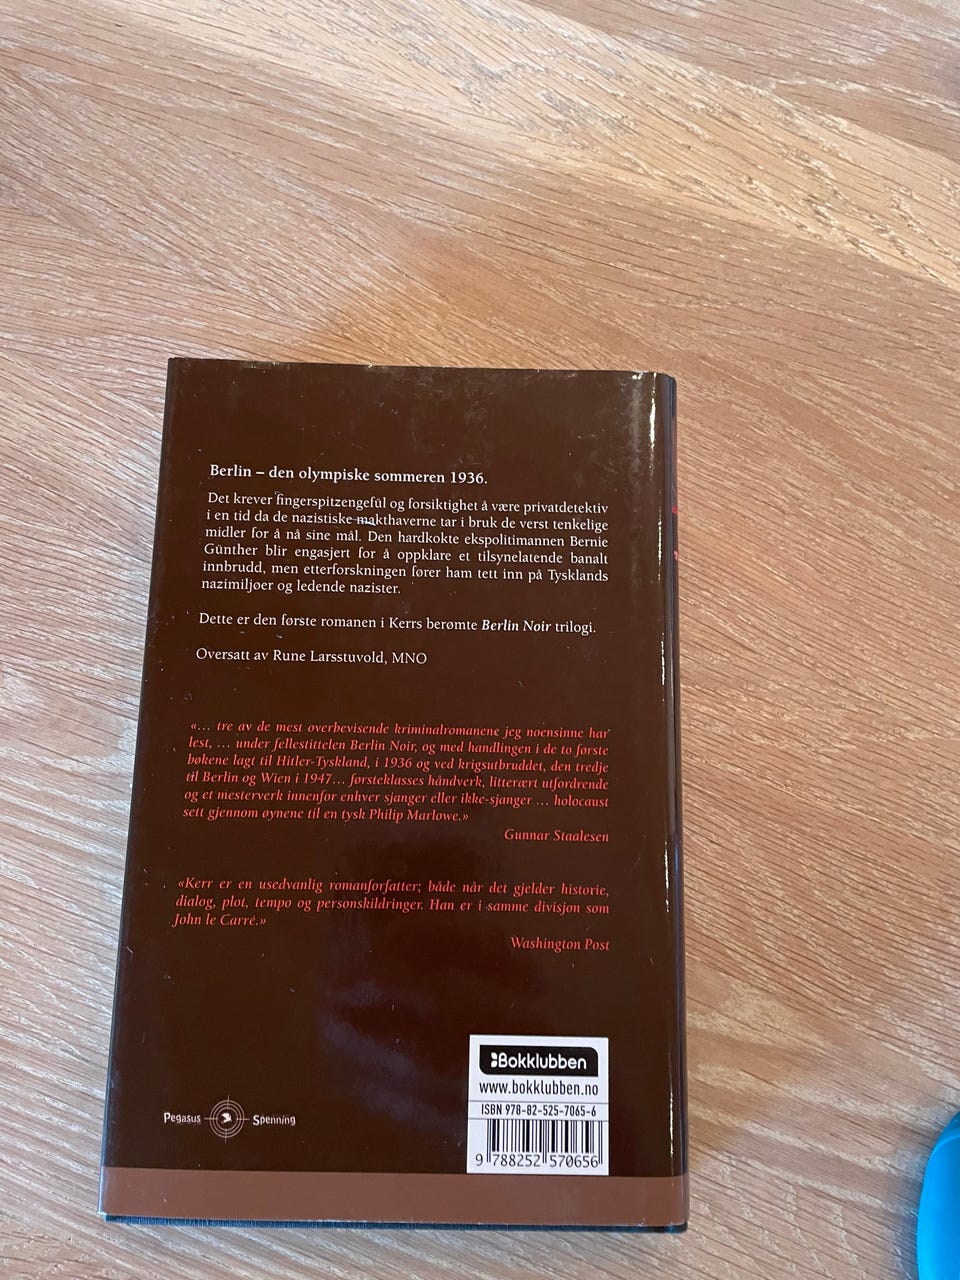 Berlin – den olympiske sommeren 1936.
Det krever fingerspitzengefül og forsiktighet å være privatdetektiv
i en tid da de nazistiske makthaverne tar i bruk de verst tenkelige
midler for å nå sine mål. Den hardkokte ekspolitimannen Bernie
Günther blir engasjert for å oppklare et tilsynelatende banalt
innbrudd, men etterforskningen fører ham tett inn på Tysklands
nazimiljøer og ledende nazister.
Dette er den første romanen i Kerrs berømte Berlin Noir trilogi.
Oversatt av Rune Larsstuvold, MNO
«... tre av de mest overbevisende kriminalromanene jeg noensinne har
lest, ... under fellestittelen Berlin Noir, og med handlingen i de to første
bøkene lagt til Hitler-Tyskland, i 1936 og ved krigsutbruddet, den tredje
til Berlin og Wien i 1947... førsteklasses håndverk, litterært utfordrende
og et mesterverk innenfor enhver sjanger eller ikke-sjanger ... holocaust
sett gjennom øynene til en tysk Philip Marlowe.»
Gunnar Staalesen
«Kerr er en usedvanlig romanforfatter; både når det gjelder historie,
dialog, plot, tempo og personskildringer. Han er i samme divisjon som
John le Carré.»
Washington Post
Bokklubben
www.bokklubben.no
ISBN 978-82-525-7065-6
9 788252 570656
Pegasus Spenning